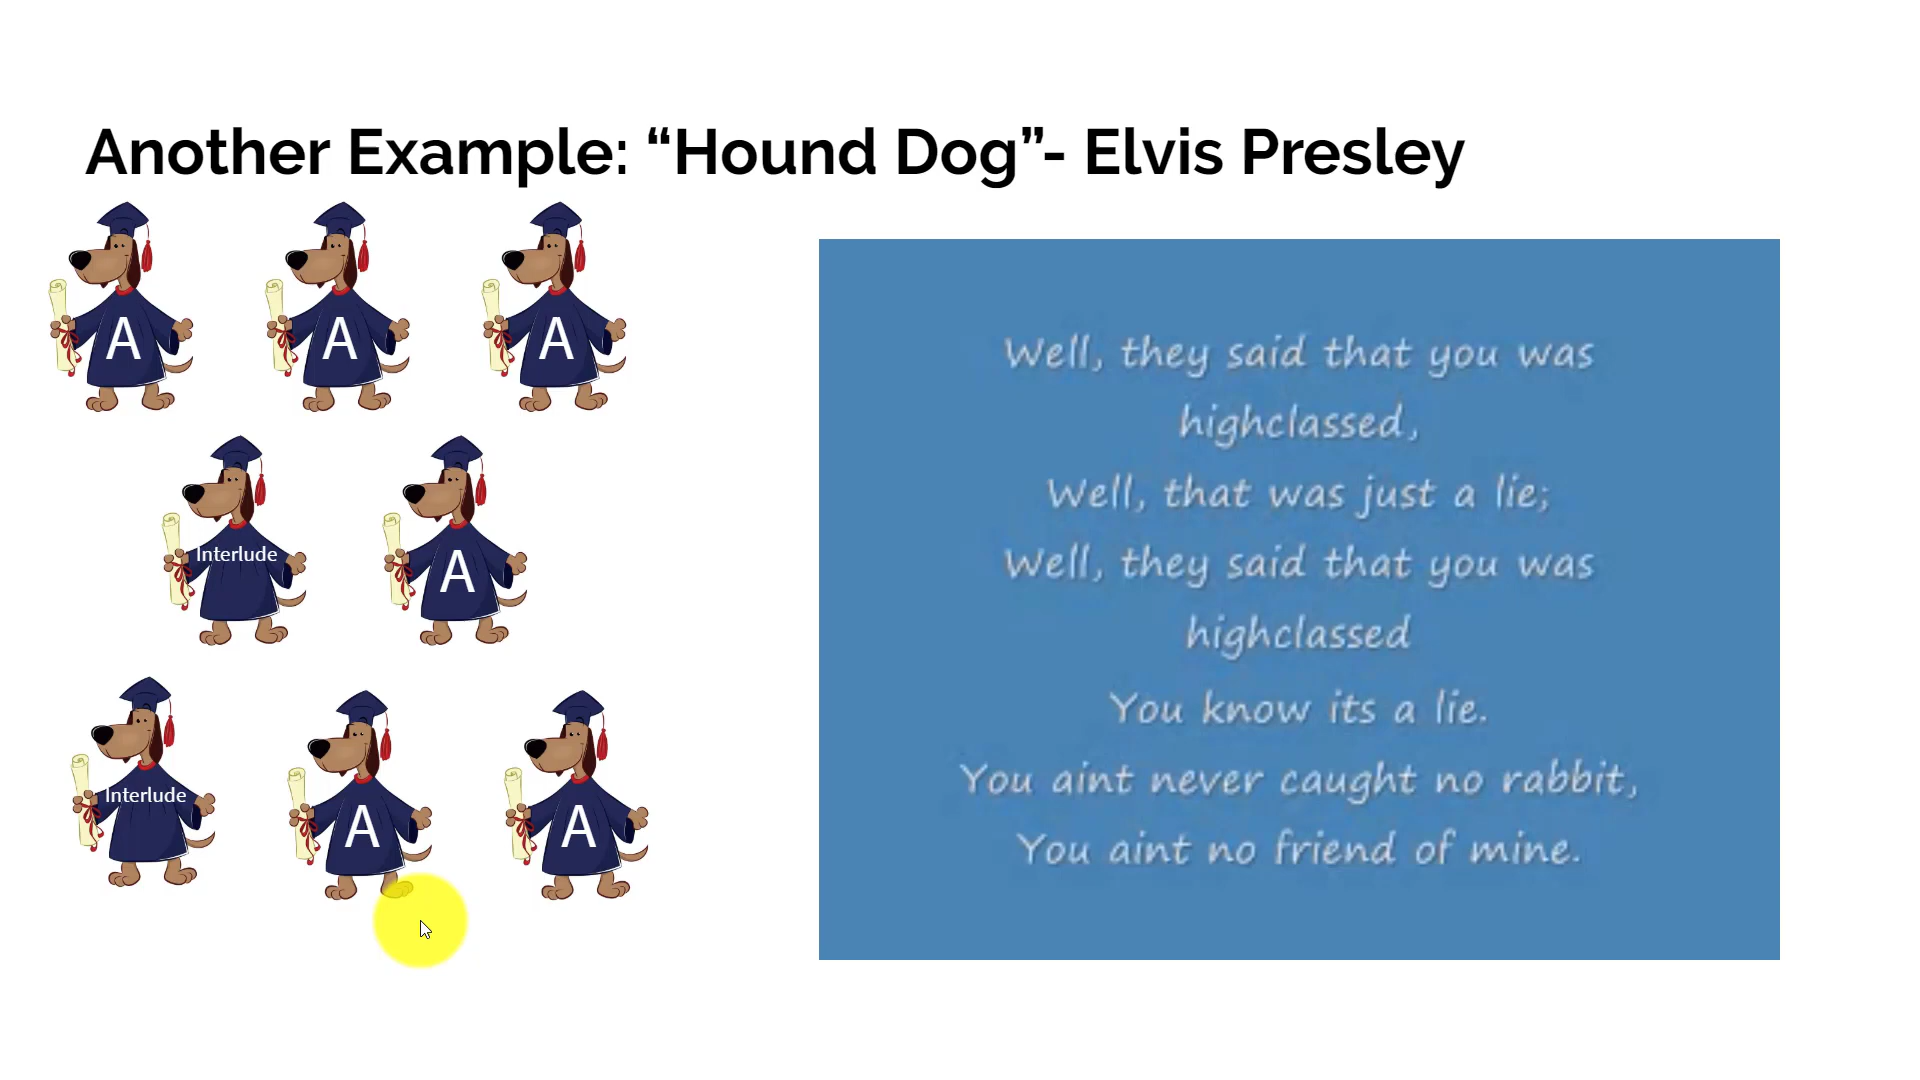 Another Example: “Hound Dog”- Elvis Presley
A
A
A
Interlude
A
Interlude
A
A
Well, they said that you was
highclassed,
Well, that was just a lie;
Well, they said that you was
highclassed
You know its a lie.
You aint never caught no rabbit,
You aint no friend of mine.